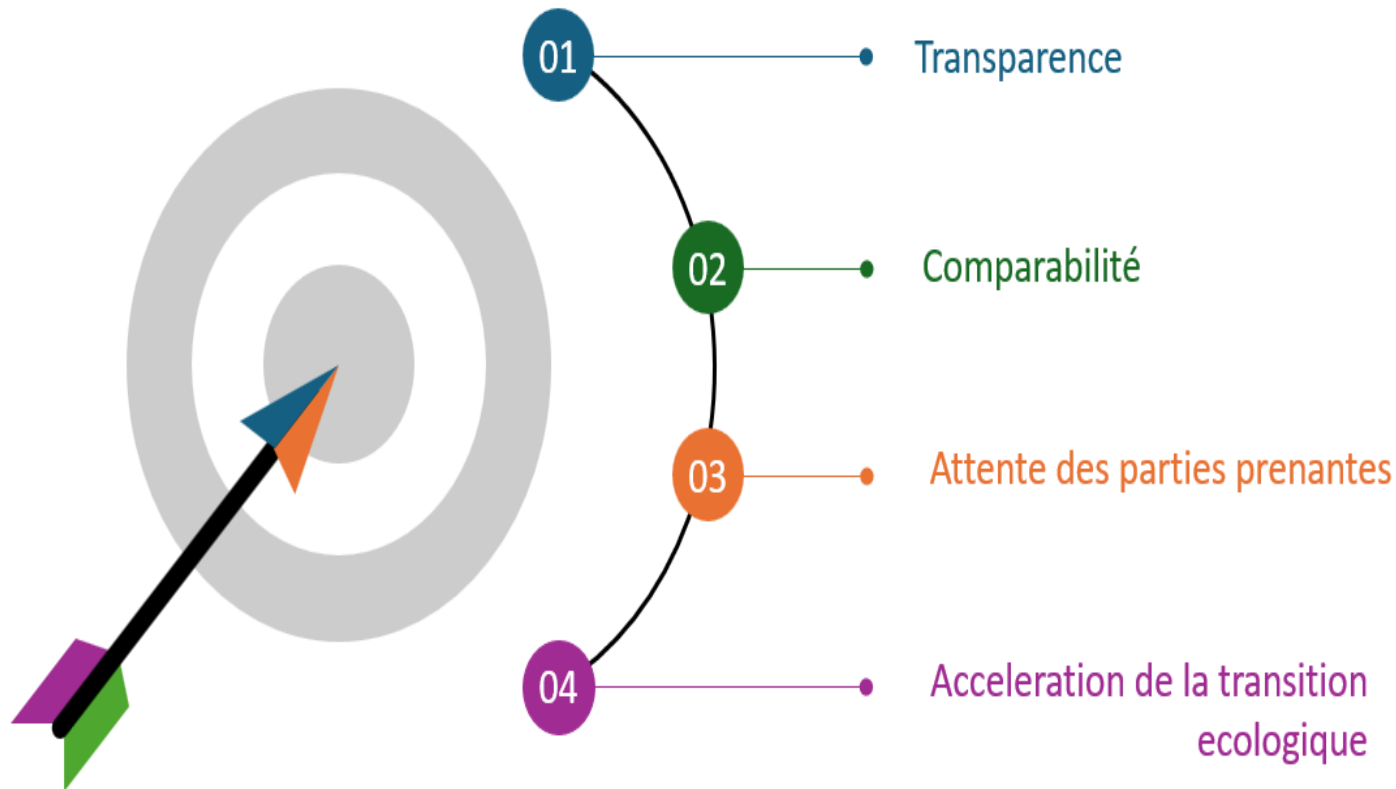 01
Transparence
02
Comparabilité
03
Attente des parties prenantes
04
Acceleration de la transition
ecologique